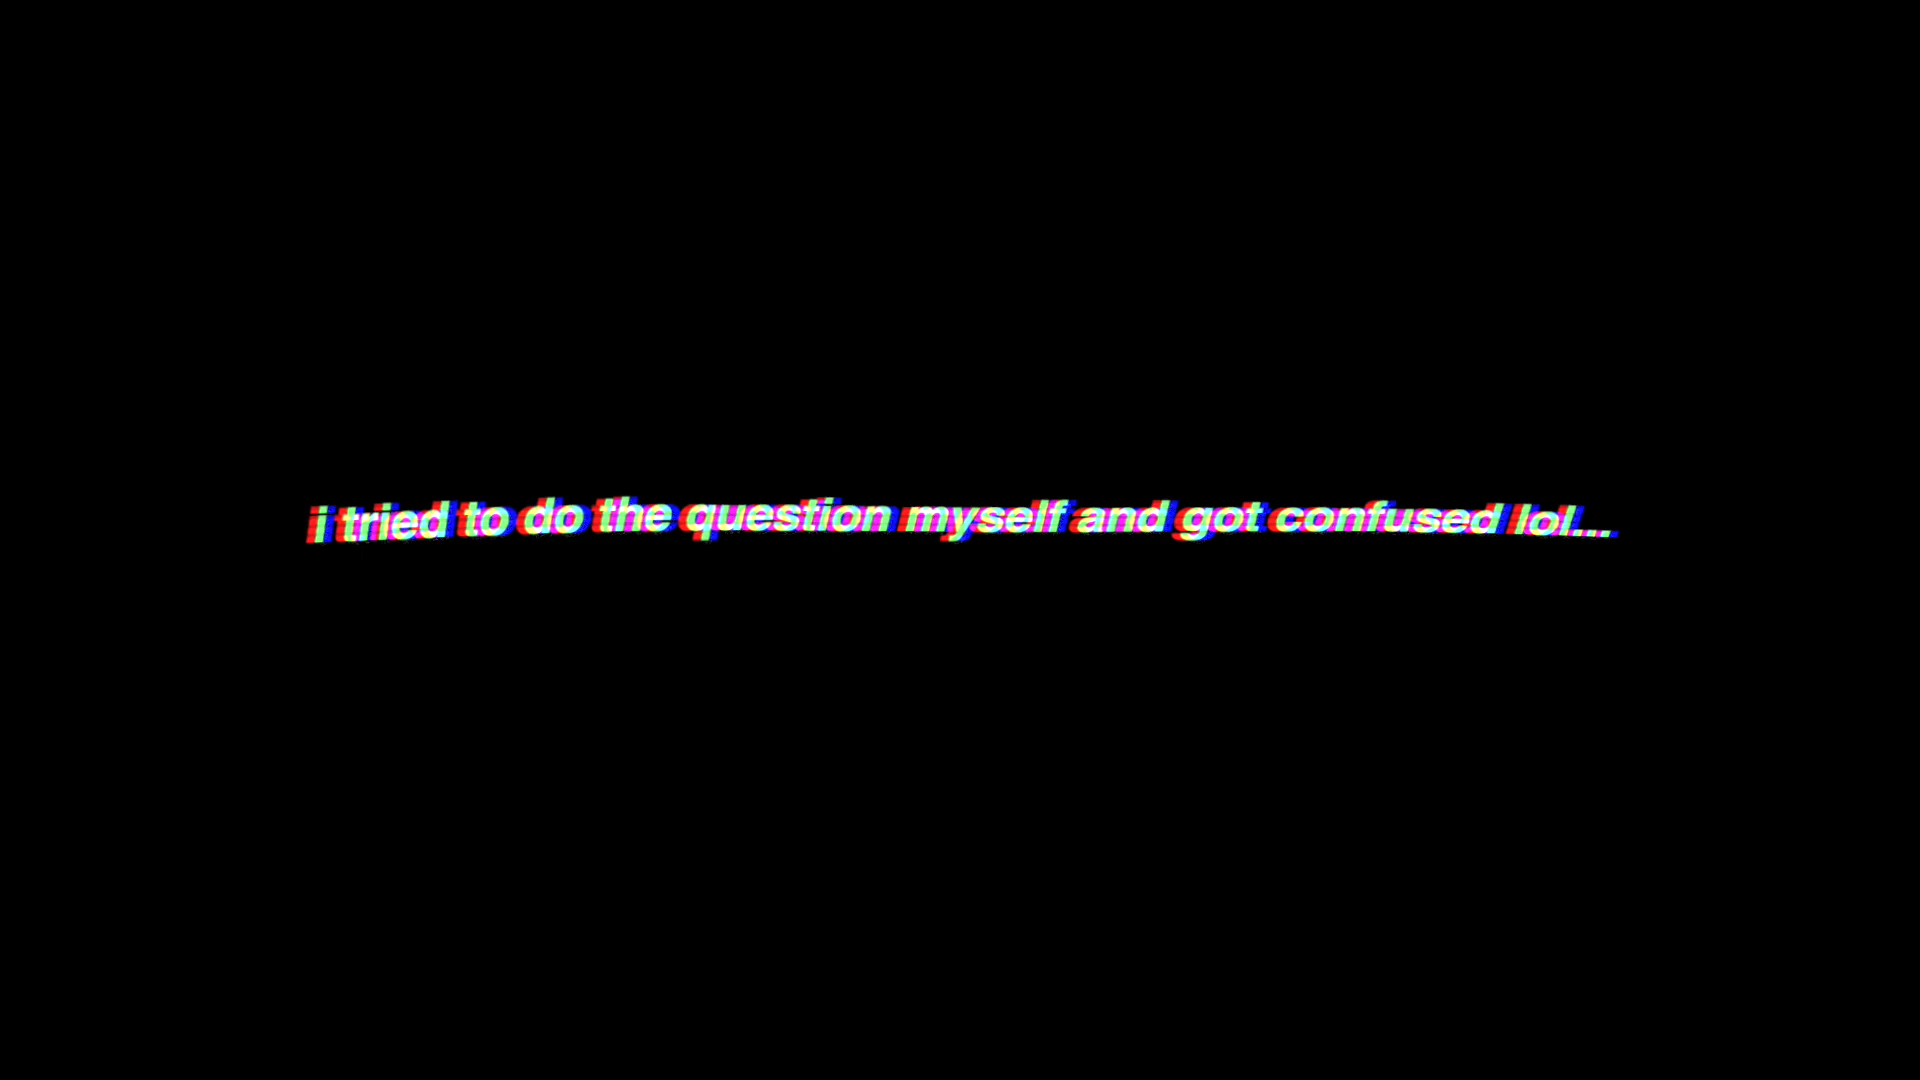 i tried to do the question myself and got confused lol....